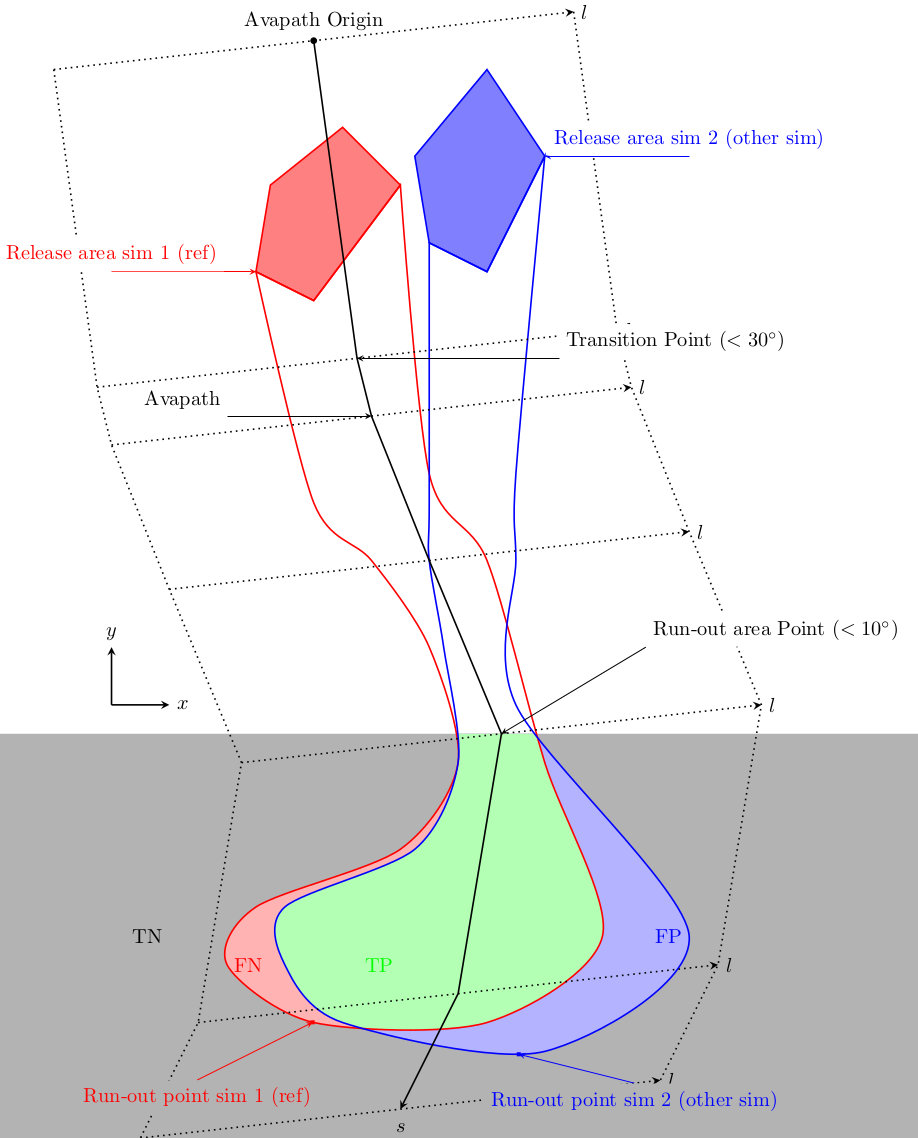 Avapath Origin
l
Release area sim 2 (other sim)
Release area sim 1 (ref)
Transition Point (< 30°)
l
Avapath
l
y
x
Run-out area Point (< 10°)
l
TN
FN
TP
FP
l
l
Run-out point sim 1 (ref)
Run-out point sim 2 (other sim)
s